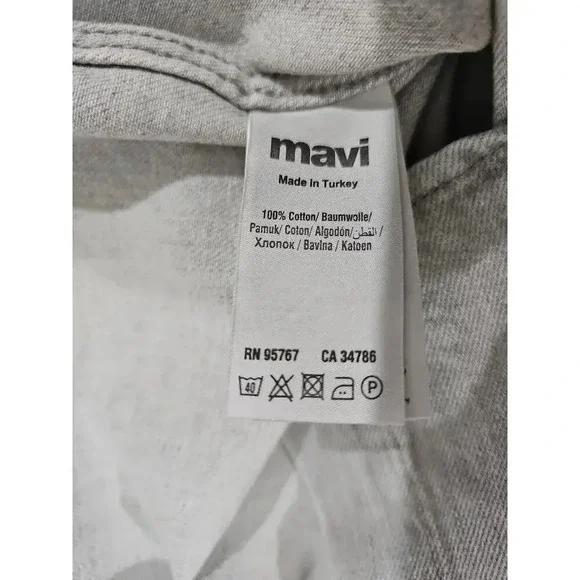 mavi
Made in Turkey
100% Cotton/ Baumwolle/
Pamuk/ Coton/ Algodón/القطن/
Хлопок / Bavlna / Katoen
RN 95767 CA 34786
40 P